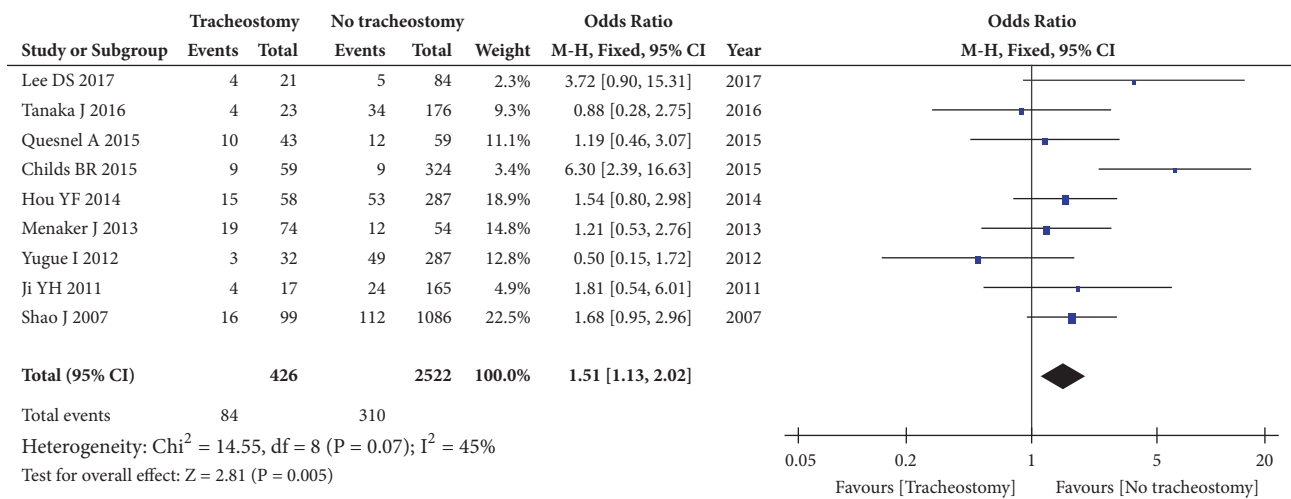 Tracheostomy No tracheostomy Odds Ratio Odds Ratio
Study or Subgroup Events Total Events Total Weight M-H, Fixed, 95% CI Year M-H, Fixed, 95% CI
Lee DS 2017 4 21 5 84 2.3% 3.72 [0.90, 15.31] 2017
Tanaka J 2016 4 23 34 176 9.3% 0.88 [0.28, 2.75] 2016
Quesnel A 2015 10 43 12 59 11.1% 1.19 [0.46, 3.07] 2015
Childs BR 2015 9 59 9 324 3.4% 6.30 [2.39, 16.63] 2015
Hou YF 2014 15 58 53 287 18.9% 1.54 [0.80, 2.98] 2014
Menaker J 2013 19 74 12 54 14.8% 1.21 [0.53, 2.76] 2013
Yugue I 2012 3 32 49 287 12.8% 0.50 [0.15, 1.72] 2012
Ji YH 2011 4 17 24 165 4.9% 1.81 [0.54, 6.01] 2011
Shao J 2007 16 99 112 1086 22.5% 1.68 [0.95, 2.96] 2007
Total (95% CI) 426 2522 100.0% 1.51 [1.13, 2.02]
Total events 84 310
Heterogeneity: Chi² = 14.55, df = 8 (P = 0.07); I² = 45%
Test for overall effect: Z = 2.81 (P = 0.005)
0.05 0.2 1 5 20
Favours [Tracheostomy] Favours [No tracheostomy]